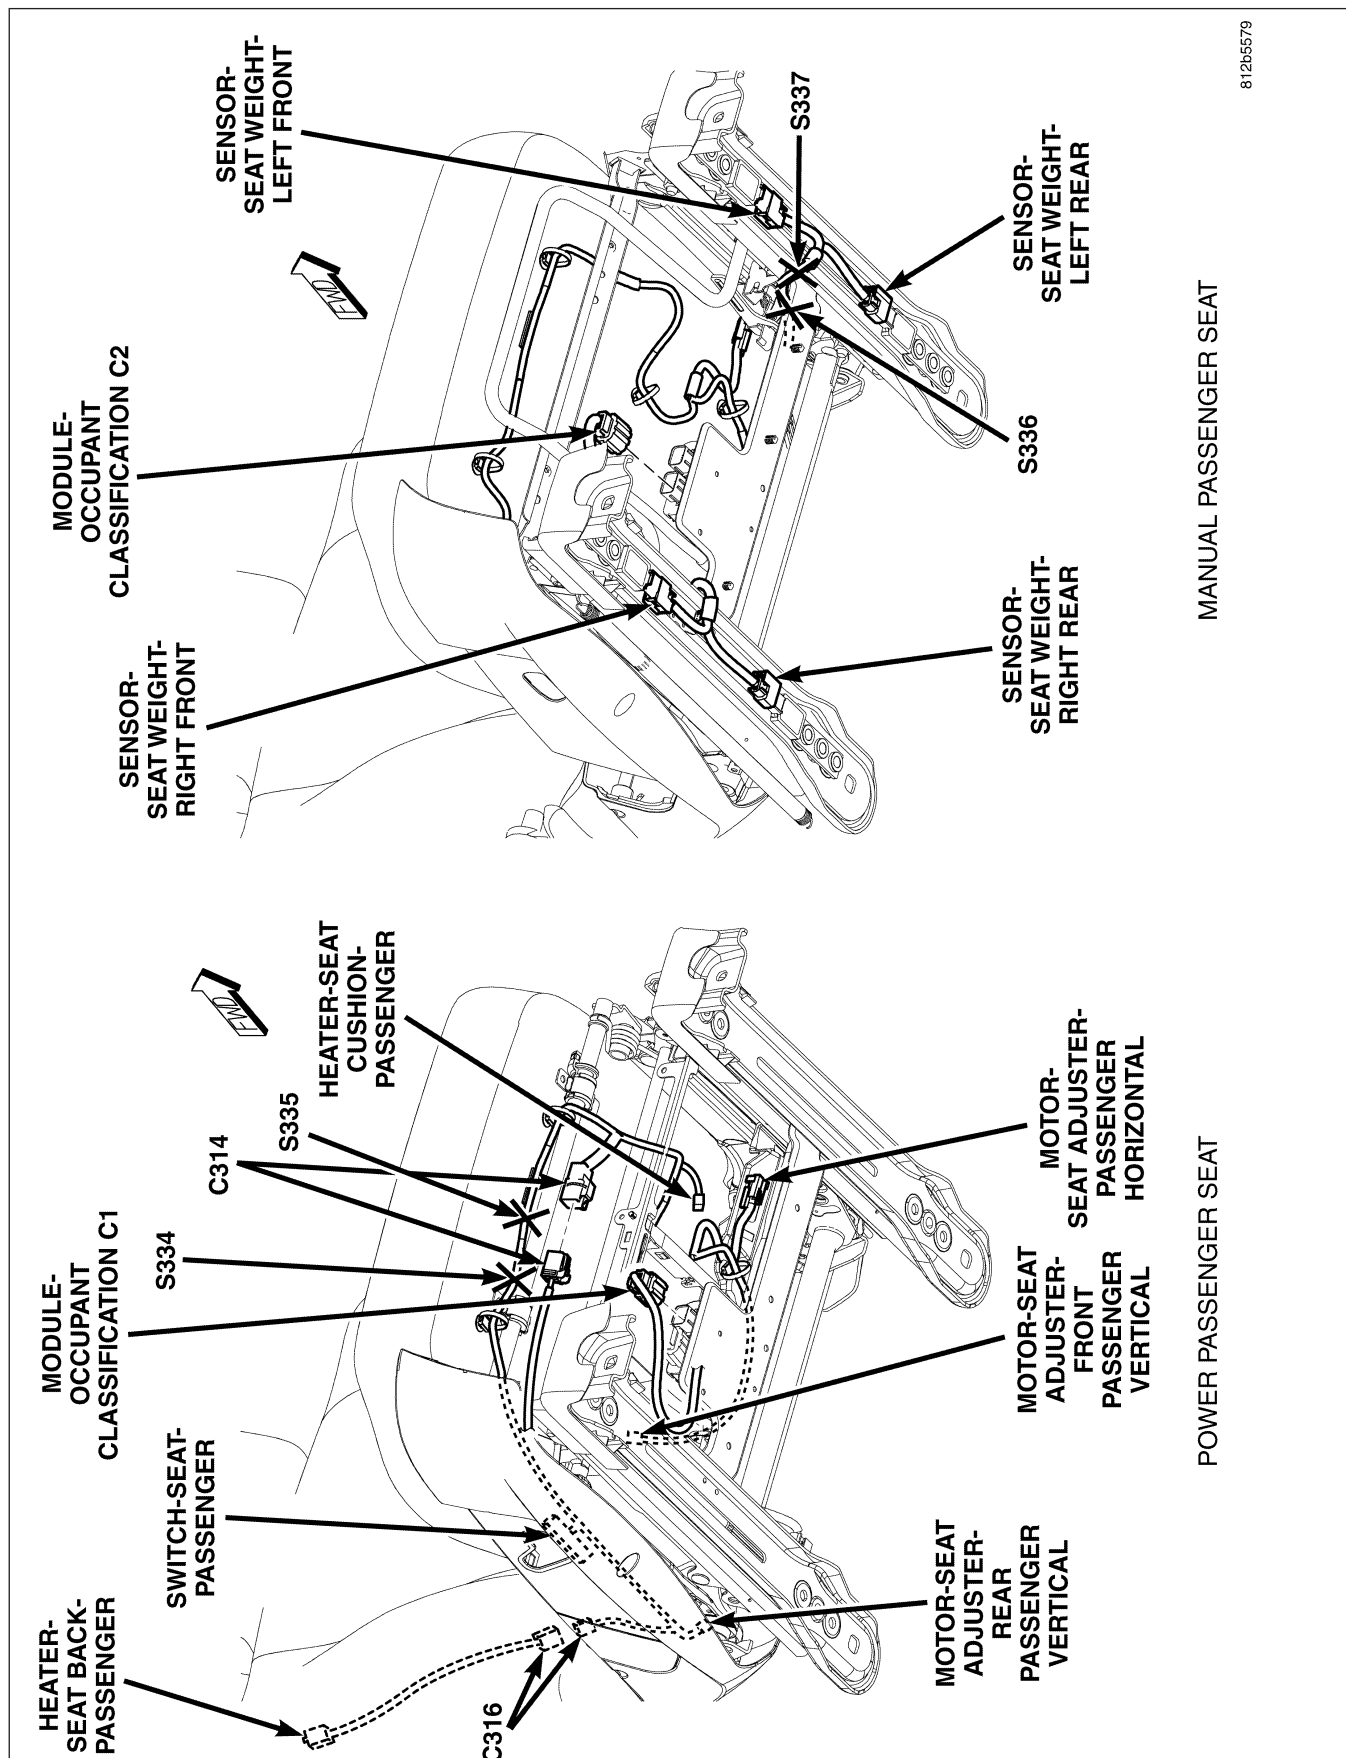 HEATER-
SEAT BACK-
PASSENGER
SWITCH-SEAT-
PASSENGER
MODULE-
OCCUPANT
CLASSIFICATION C1
S334
C314
S335
HEATER-SEAT
CUSHION-
PASSENGER
FWD
C316
MOTOR-SEAT
ADJUSTER-
REAR
PASSENGER
VERTICAL
MOTOR-SEAT
ADJUSTER-
FRONT
PASSENGER
VERTICAL
MOTOR-
SEAT ADJUSTER-
PASSENGER
HORIZONTAL
POWER PASSENGER SEAT
SENSOR-
SEAT WEIGHT-
RIGHT FRONT
MODULE-
OCCUPANT
CLASSIFICATION C2
FWD
SENSOR-
SEAT WEIGHT-
LEFT FRONT
S337
SENSOR-
SEAT WEIGHT-
RIGHT REAR
S336
SENSOR-
SEAT WEIGHT-
LEFT REAR
MANUAL PASSENGER SEAT
812b5579